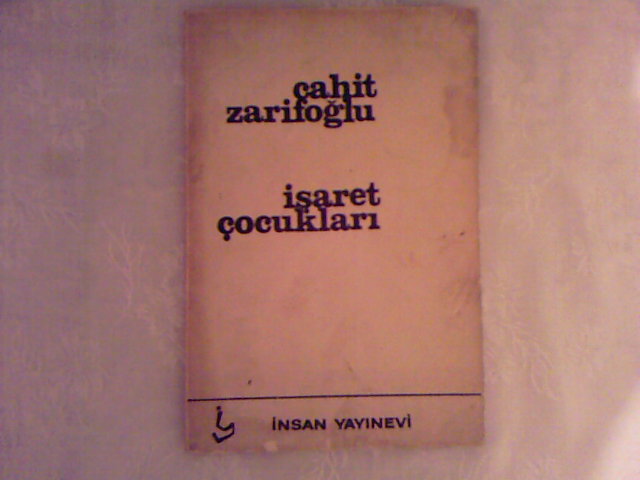 cahit
zarifoğlu
işaret
çocukları
İNSAN YAYINEVİ